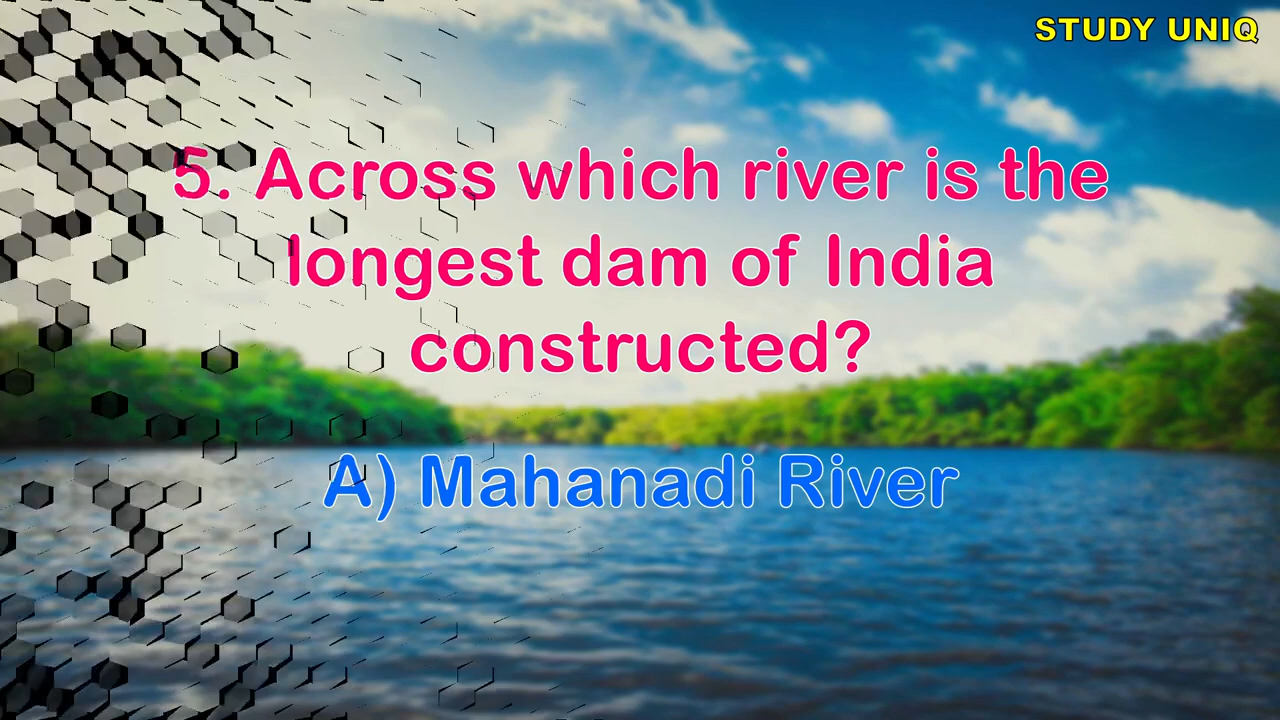 STUDY UNIQ
5. Across which river is the
longest dam of India
constructed?
A) Mahanadi River